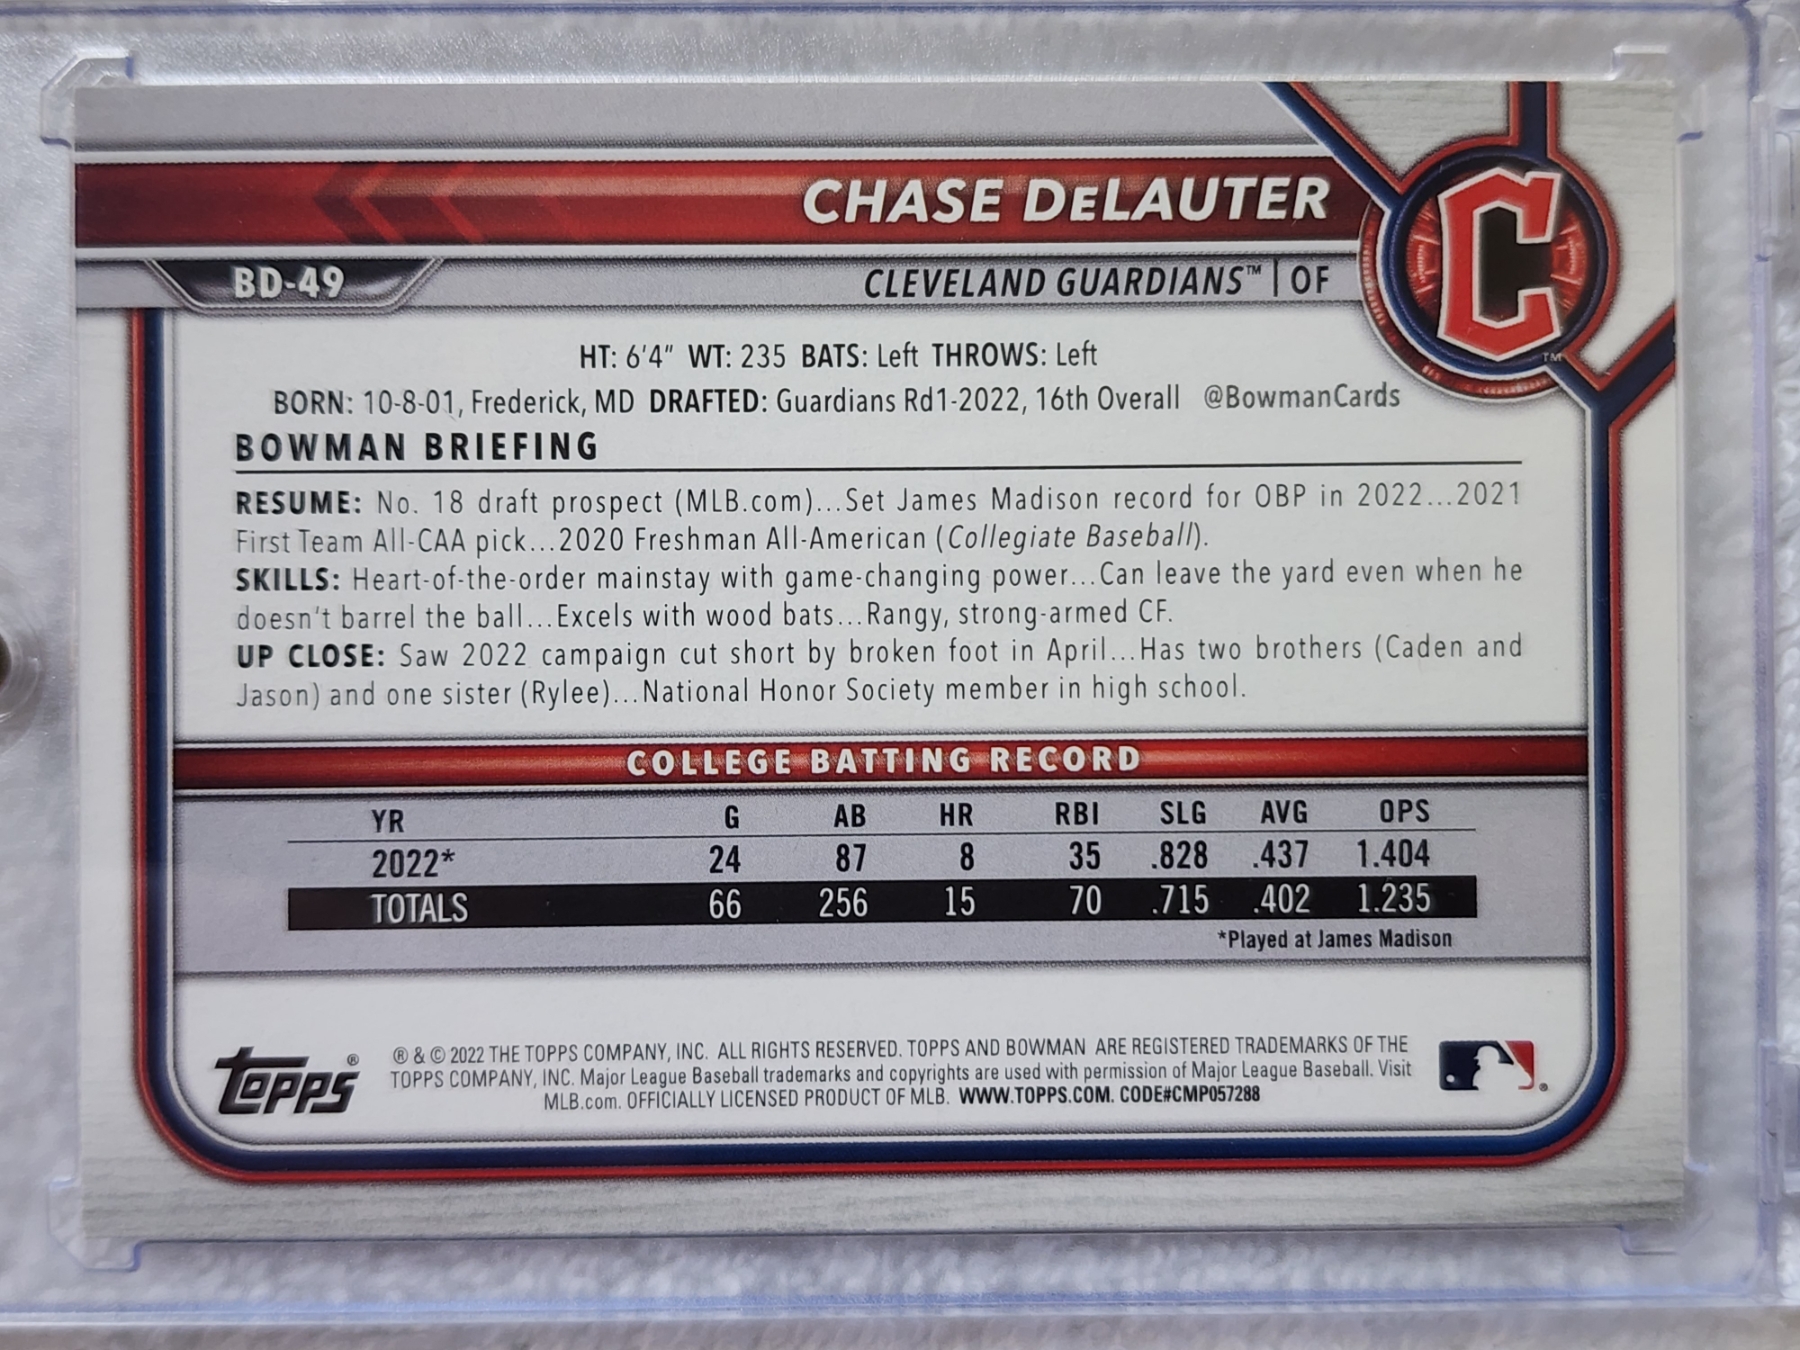 CHASE DeLAUTER
C
TM
BD-49
CLEVELAND GUARDIANS™ | OF
HT: 6'4" WT: 235 BATS: Left THROWS: Left
BORN: 10-8-01, Frederick, MD DRAFTED: Guardians Rd1-2022, 16th Overall @BowmanCards
BOWMAN BRIEFING
RESUME: No. 18 draft prospect (MLB.com)...Set James Madison record for OBP in 2022...2021
First Team All-CAA pick...2020 Freshman All-American (Collegiate Baseball).
SKILLS: Heart-of-the-order mainstay with game-changing power...Can leave the yard even when he
doesn't barrel the ball...Excels with wood bats...Rangy, strong-armed CF.
UP CLOSE: Saw 2022 campaign cut short by broken foot in April...Has two brothers (Caden and
Jason) and one sister (Rylee)...National Honor Society member in high school.
COLLEGE BATTING RECORD
YR G AB HR RBI SLG AVG OPS
2022* 24 87 8 35 .828 .437 1.404
TOTALS 66 256 15 70 .715 .402 1.235
*Played at James Madison
Topps®
® & © 2022 THE TOPPS COMPANY, INC. ALL RIGHTS RESERVED. TOPPS AND BOWMAN ARE REGISTERED TRADEMARKS OF THE
TOPPS COMPANY, INC. Major League Baseball trademarks and copyrights are used with permission of Major League Baseball. Visit
MLB.com. OFFICIALLY LICENSED PRODUCT OF MLB. WWW.TOPPS.COM. CODE#CMP057288
®